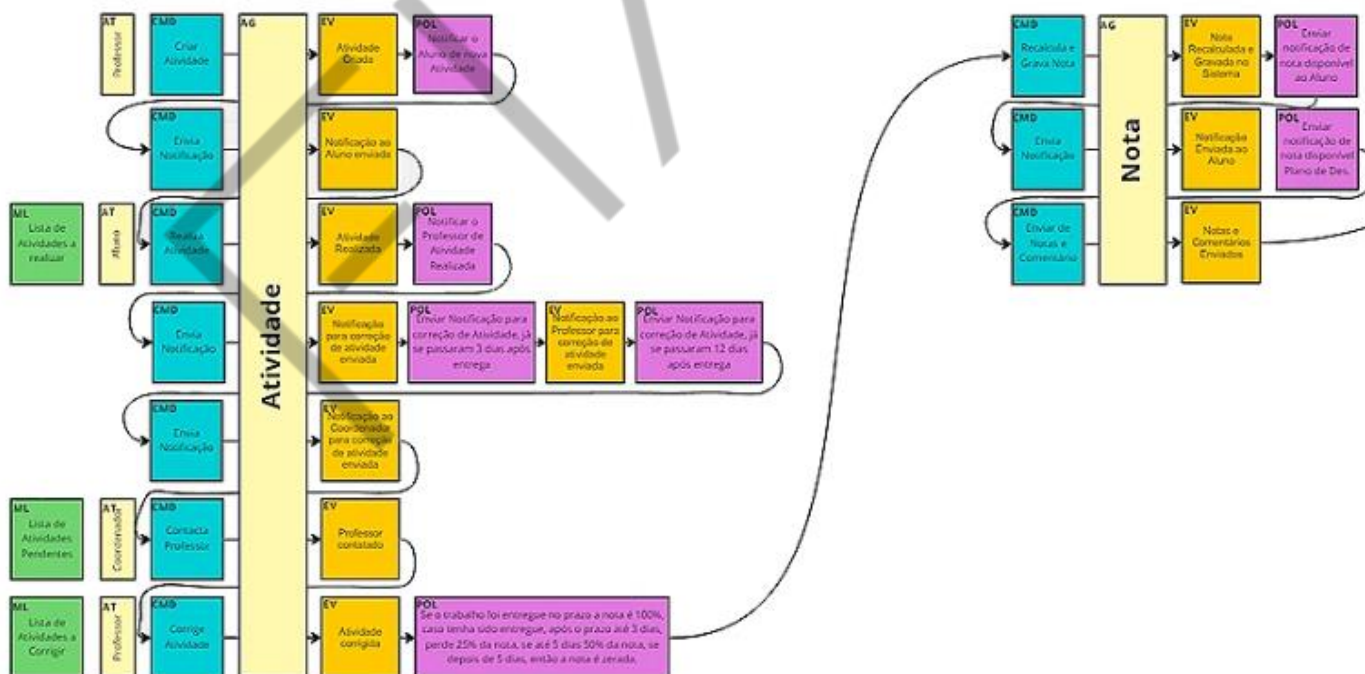 AT
Professor
CMD
Criar
Atividade
AG
Atividade
EV
Atividade
Criada
POL
Notificar o
Aluno de nova
Atividade
CMD
Envia
Notificação
EV
Notificação ao
Aluno enviada
ML
Lista de
Atividades a
realizar
AT
Aluno
CMD
Realiza
Atividade
EV
Atividade
Realizada
POL
Notificar o
Professor de
Atividade
Realizada
CMD
Envia
Notificação
EV
Notificação
para correção
de atividade
enviada
POL
Enviar Notificação para
correção de Atividade, já
se passaram 3 dias após
entrega
EV
Notificação ao
Professor para
correção de
atividade
enviada
POL
Enviar Notificação para
correção de Atividade, já
se passaram 12 dias
após entrega
CMD
Envia
Notificação
EV
Notificação ao
Coordenador
para correção
de atividade
enviada
ML
Lista de
Atividades
Pendentes
AT
Coordenador
CMD
Contacta
Professor
EV
Professor
contatado
ML
Lista de
Atividades a
Corrigir
AT
Professor
CMD
Corrige
Atividade
EV
Atividade
corrigida
POL
Se o trabalho foi entregue no prazo a nota é 100%,
caso tenha sido entregue, após o prazo até 3 dias,
perde 25% da nota, se até 5 dias 50% da nota, se
depois de 5 dias, então a nota é zerada.
CMD
Recalcula e
Grava Nota
AG
Nota
EV
Nota
Recalculada e
Gravada no
Sistema
POL
Enviar
notificação de
nota disponível
ao Aluno
CMD
Envia
Notificação
EV
Notificação
Enviada ao
Aluno
POL
Enviar
notificação de
nota disponível
Plano de Des.
CMD
Enviar de
Notas e
Comentário
EV
Notas e
Comentários
Enviados